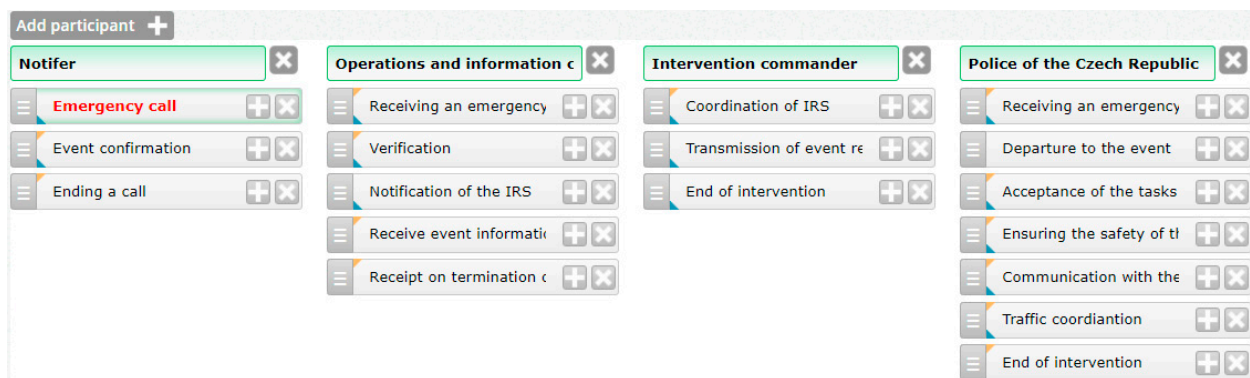 Add participant
Notifer
Emergency call
Event confirmation
Ending a call
Operations and information c
Receiving an emergency
Verification
Notification of the IRS
Receive event informati
Receipt on termination
Intervention commander
Coordination of IRS
Transmission of event re
End of intervention
Police of the Czech Republic
Receiving an emergency
Departure to the event
Acceptance of the tasks
Ensuring the safety of
Communication with the
Traffic coordiantion
End of intervention